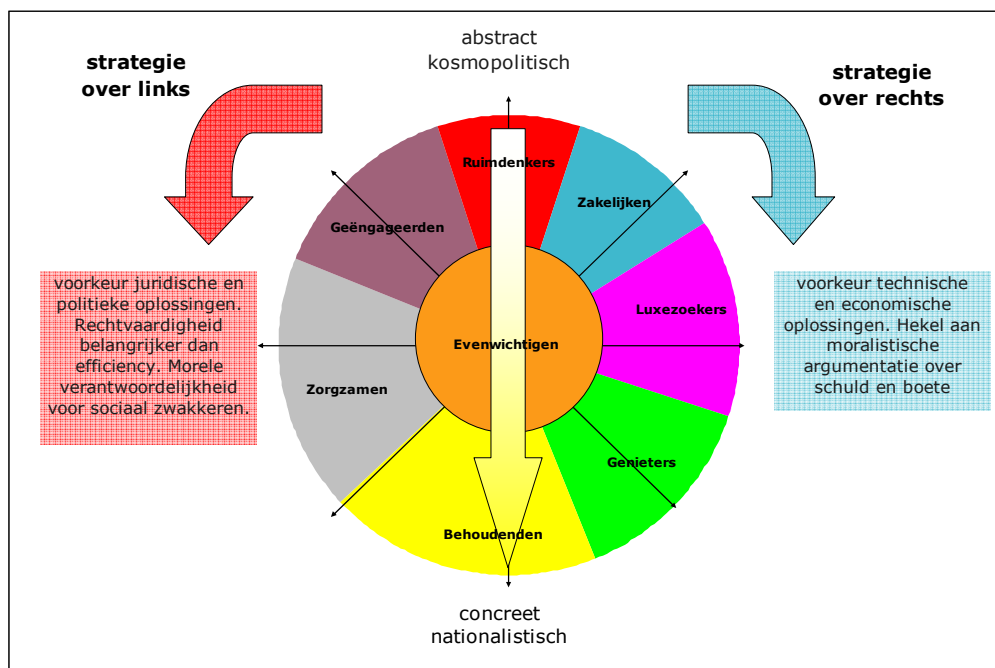 abstract
kosmopolitisch
strategie
over links
strategie
over rechts
Ruimdenkers
Zakelijken
Geëngageerden
Luxezoekers
Evenwichtigen
Zorgzamen
Genieters
Behoudenden
voorkeur juridische en
politieke oplossingen.
Rechtvaardigheid
belangrijker dan
efficiency. Morele
verantwoordelijkheid
voor sociaal zwakkeren.
voorkeur technische
en economische
oplossingen. Hekel aan
moralistische
argumentatie over
schuld en boete
concreet
nationalistisch